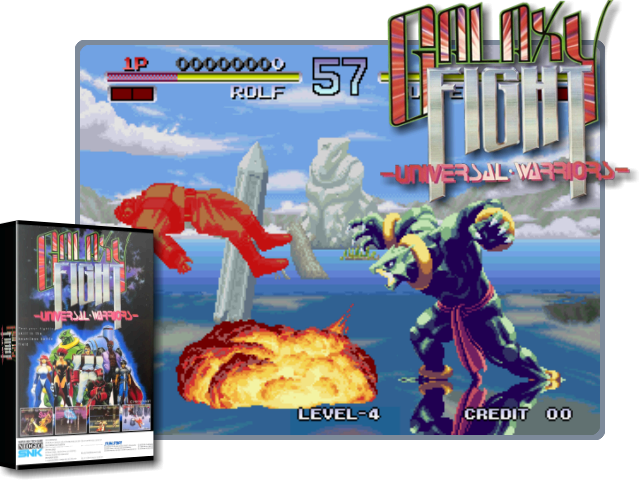 1P 00000000 57
ROLF
GALAXY
FIGHT
-UNIVERSAL·WARRIORS-
GALAXY
FIGHT
-UNIVERSAL·WARRIORS-
SNK
LEVEL-4 CREDIT 00